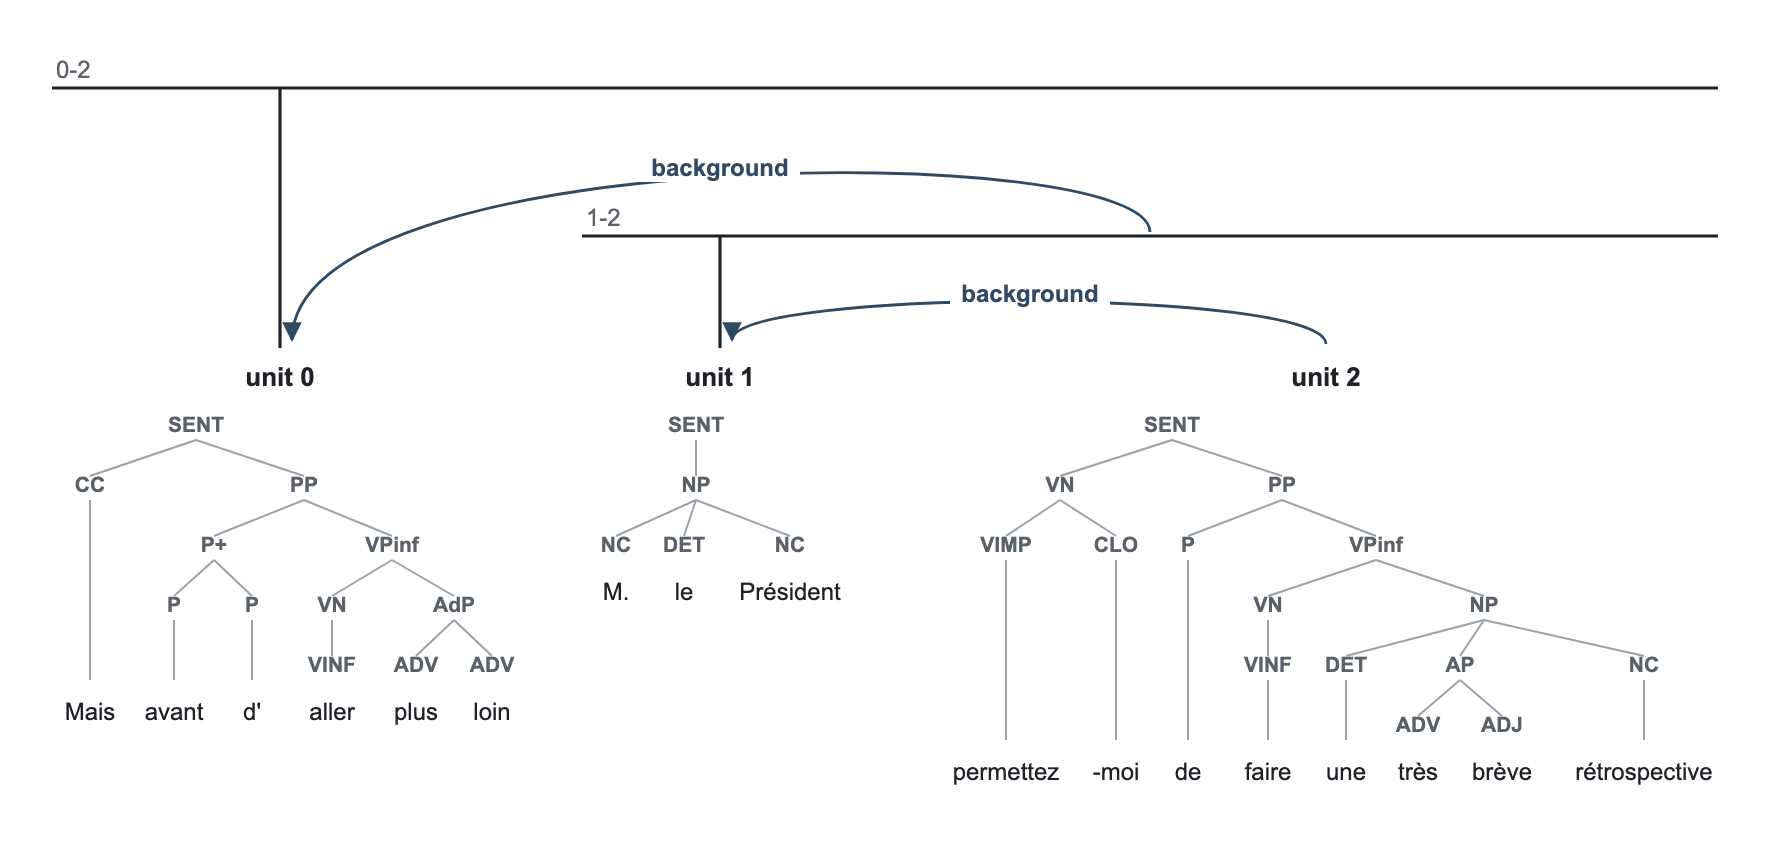 0-2
background
1-2
background
unit 0 unit 1 unit 2
SENT SENT SENT
CC PP NP VN PP
P+ VPinf NC DET NC VIMP CLO P VPinf
M. le Président
P P VN AdP VN NP
VINF ADV ADV VINF DET AP NC
Mais avant d' aller plus loin
ADV ADJ
permettez -moi de faire une très brève rétrospective